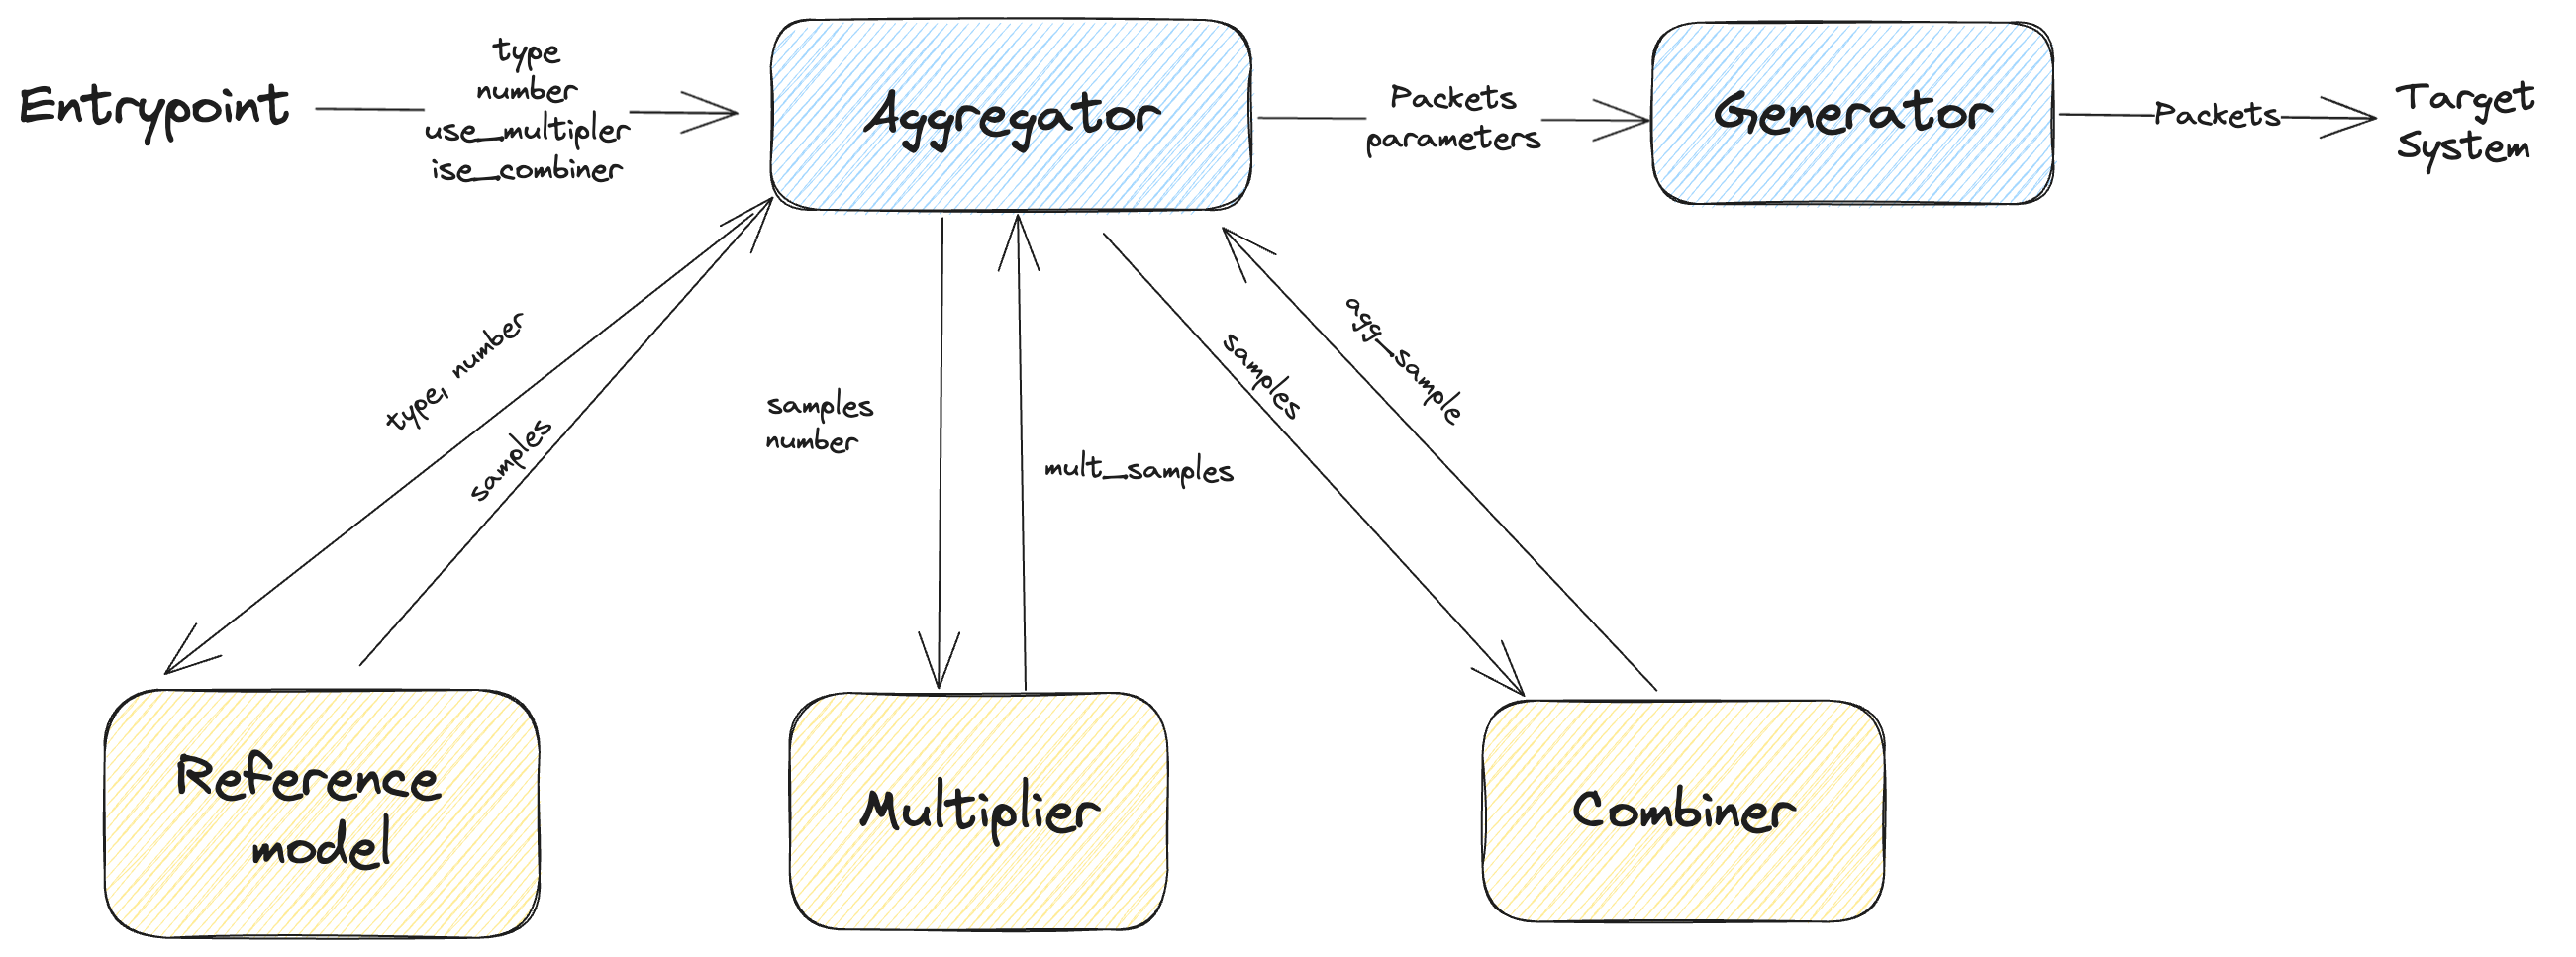 Entrypoint
type
number
use_multipler
ise_combiner
Aggregator
Packets
parameters
Generator
Packets
Target
System
type, number
samples
samples
number
mult_samples
samples
agg_sample
Reference
model
Multiplier
Combiner